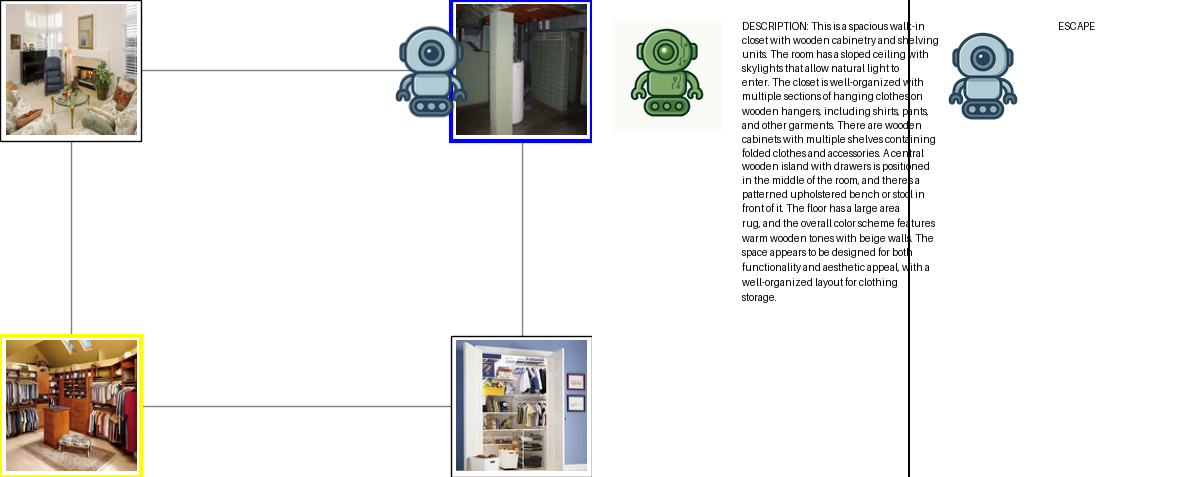 DESCRIPTION: This is a spacious walk-in
closet with wooden cabinetry and shelving
units. The room has a sloped ceiling with
skylights that allow natural light to
enter. The closet is well-organized with
multiple sections of hanging clothes on
wooden hangers, including shirts, pants,
and other garments. There are wooden
cabinets with multiple shelves containing
folded clothes and accessories. A central
wooden island with drawers is positioned
in the middle of the room, and there's a
patterned upholstered bench or stool in
front of it. The floor has a large area
rug, and the overall color scheme features
warm wooden tones with beige walls. The
space appears to be designed for both
functionality and aesthetic appeal, with a
well-organized layout for clothing
storage.
ESCAPE